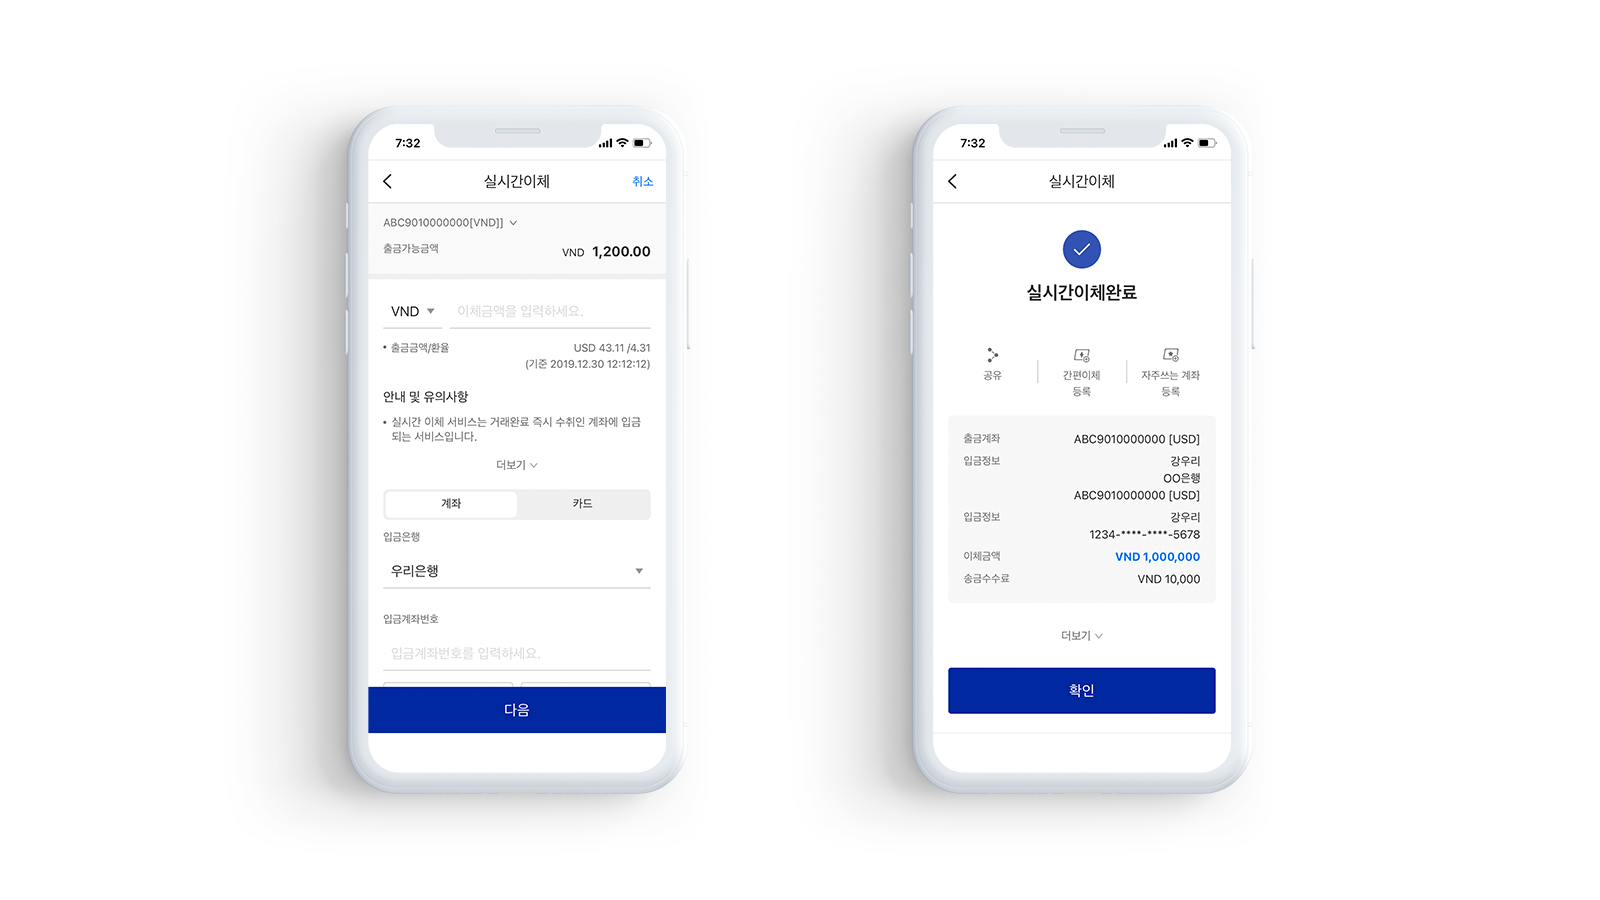 7:32
실시간이체
취소
ABC9010000000[VND]]
출금가능금액
VND 1,200.00
VND
이체금액을 입력하세요.
• 출금금액/환율
USD 43.11 /4.31
(기준 2019.12.30 12:12:12)
안내 및 유의사항
• 실시간 이체 서비스는 거래완료 즉시 수취인 계좌에 입금
되는 서비스입니다.
더보기
계좌
카드
입금은행
우리은행
입금계좌번호
입금계좌번호를 입력하세요.
다음
7:32
실시간이체
실시간이체완료
공유
간편이체
등록
자주쓰는 계좌
등록
출금계좌
ABC9010000000 [USD]
입금정보
강우리
OO은행
ABC9010000000 [USD]
입금정보
강우리
1234-****-****-5678
이체금액
VND 1,000,000
송금수수료
VND 10,000
더보기
확인